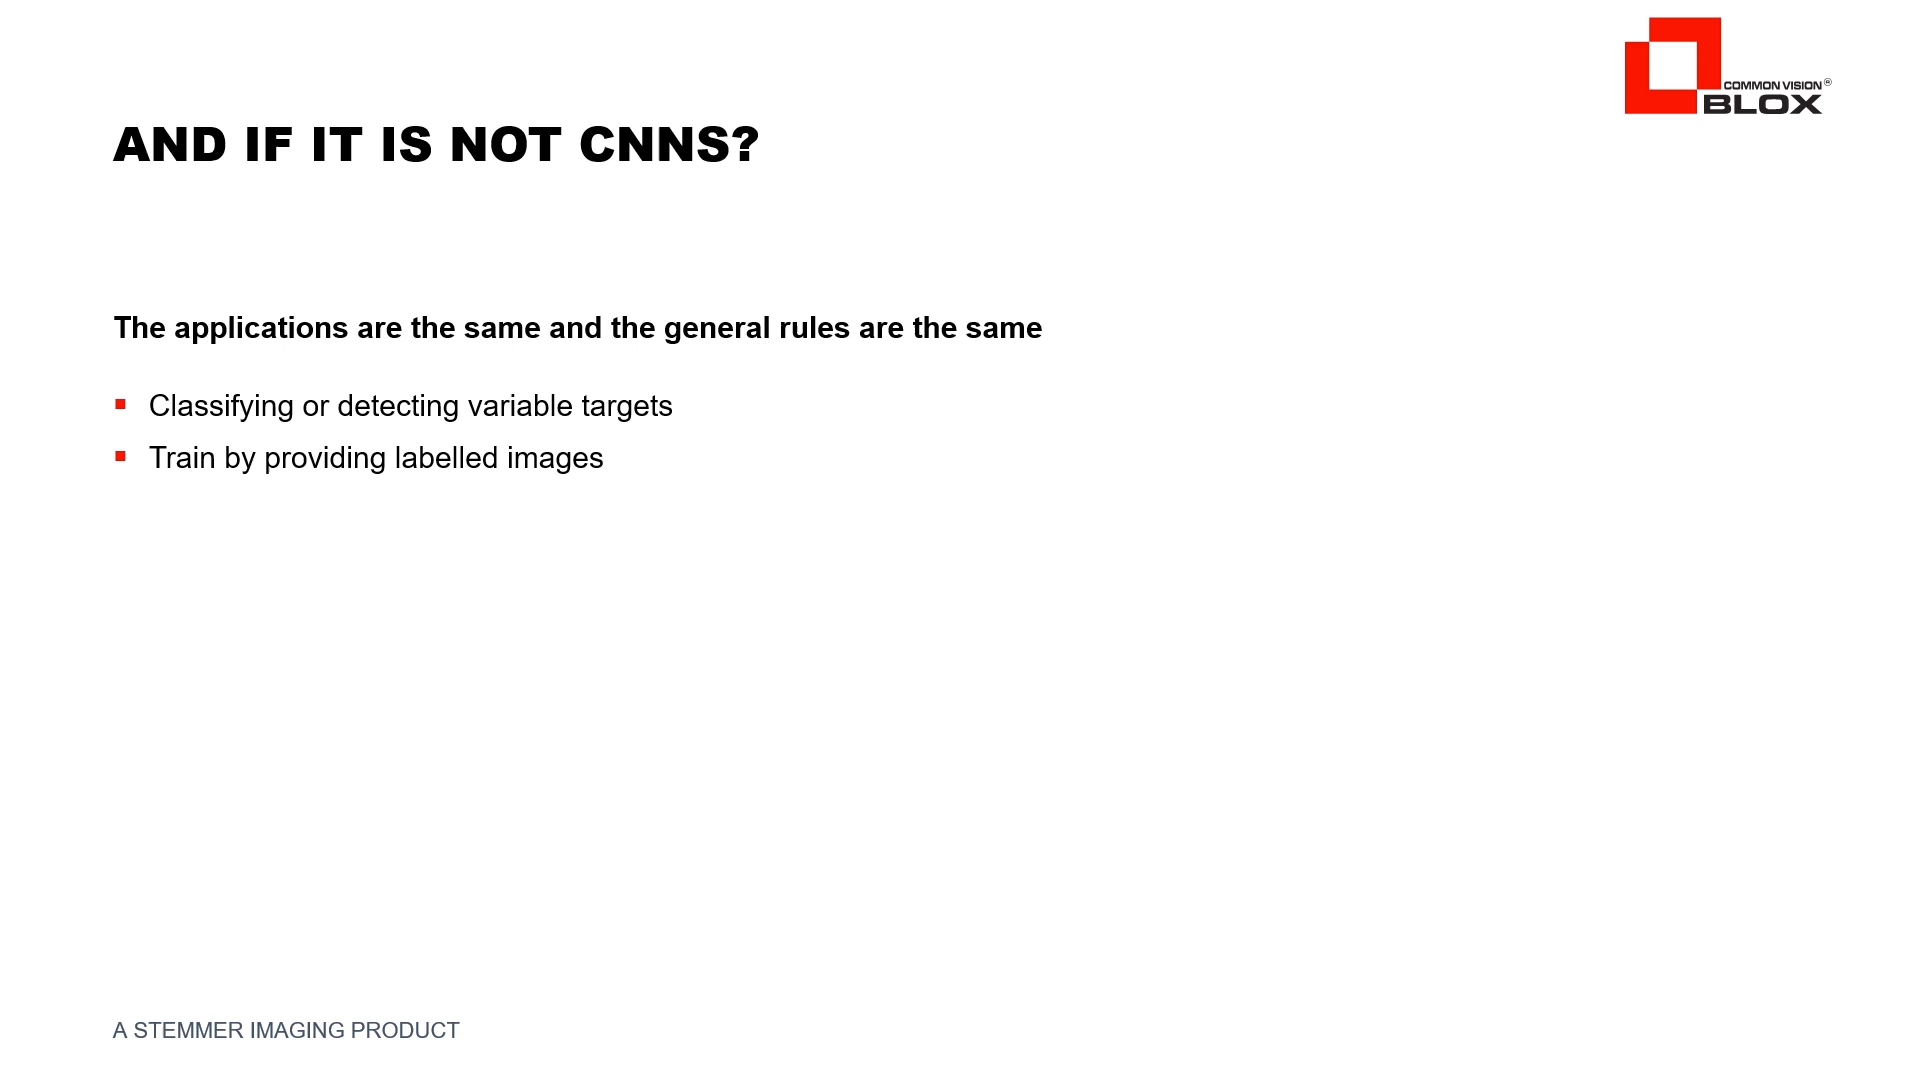 COMMON VISION®
BLOX
AND IF IT IS NOT CNNS?
The applications are the same and the general rules are the same
▪ Classifying or detecting variable targets
▪ Train by providing labelled images
A STEMMER IMAGING PRODUCT